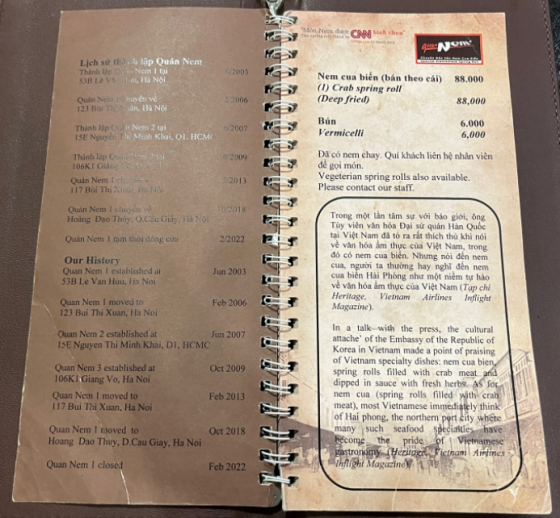 Lịch sử thành lập Quán Nem
Thành lập Quán Nem 1 tại 6/2003
53B Lê Văn Hưu, Hà Nội
Quán Nem 1 chuyển về 2/2006
123 Bùi Thị Xuân, Hà Nội
Thành lập Quán Nem 2 tại 6/2007
15E Nguyễn Thị Minh Khai, Q1. HCMC
Thành lập Quán Nem 3 tại 10/2009
106K1 Giảng Võ, Hà Nội
Quán Nem 1 chuyển về 2/2013
117 Bùi Thị Xuân, Hà Nội
Quán Nem 1 chuyển về 10/2018
Hoàng Đạo Thúy, Q.Cầu Giấy, Hà Nội
Quán Nem 1 tạm thời đóng cửa 2/2022
Our History
Quan Nem 1 established at Jun 2003
53B Le Van Huu, Ha Noi
Quan Nem 1 moved to Feb 2006
123 Bui Thi Xuan, Ha Noi
Quan Nem 2 established at Jun 2007
15E Nguyen Thi Minh Khai, D1, HCMC
Quan Nem 3 established at Oct 2009
106K1 Giang Vo, Ha Noi
Quan Nem 1 moved to Feb 2013
117 Bui Thi Xuan, Ha Noi
Quan Nem 1 moved to Oct 2018
Hoang Dao Thuy, D.Cau Giay, Ha Noi
Quan Nem 1 closed Feb 2022
"Món Nem được CNN bình chọn"
Quán Nem
Nem cua biển (bán theo cái) 88.000
(1) Crab spring roll
(Deep fried) 88,000
Bún 6.000
Vermicelli 6,000
Đã có nem chay. Quí khách liên hệ nhân viên
để gọi món.
Vegeterian spring rolls also available.
Please contact our staff.
Trong một lần tâm sự với báo giới, ông
Tùy viên văn hóa Đại sứ quán Hàn Quốc
tại Việt Nam đã tỏ ra rất thích thú khi nói
về văn hóa ẩm thực của Việt Nam, trong
đó có nem cua biển. Nhưng nói đến nem
cua, người ta thường hay nghĩ đến nem
cua biển Hải Phòng như một niềm tự hào
về văn hóa ẩm thực của Việt Nam (Tạp chí
Heritage, Vietnam Airlines Inflight
Magazine).
In a talk with the press, the cultural
attache' of the Embassy of the Republic of
Korea in Vietnam made a point of praising
of Vietnam specialty dishes: nem cua bien,
spring rolls filled with crab meat and
dipped in sauce with fresh herbs. As for
nem cua (spring rolls filled with crab
meat), most Vietnamese immediately think
of Hai phong, the northern port city where
many such seafood specialties have
become the pride of Vietnamese
gastronomy (Heritage, Vietnam Airlines
Inflight Magazine).